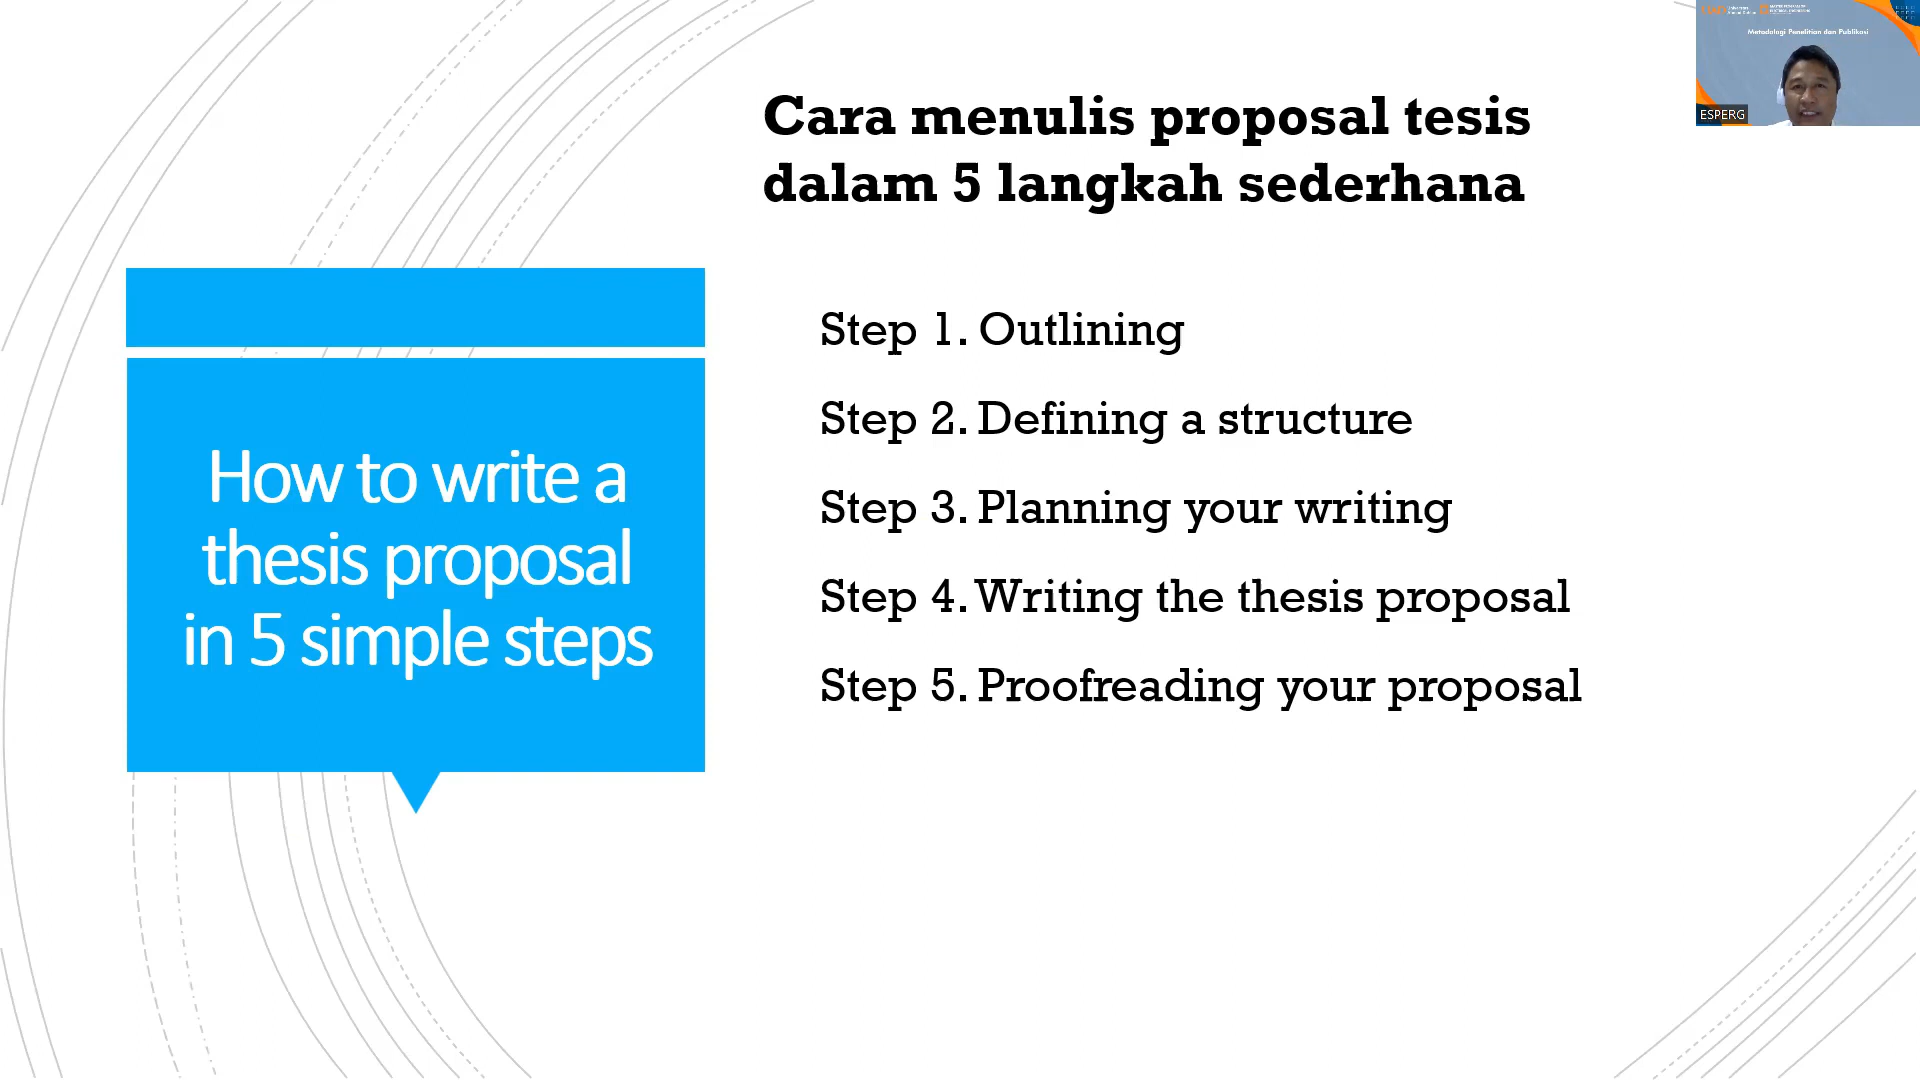 Cara menulis proposal tesis
dalam 5 langkah sederhana
How to write a
thesis proposal
in 5 simple steps
Step 1. Outlining
Step 2. Defining a structure
Step 3. Planning your writing
Step 4. Writing the thesis proposal
Step 5. Proofreading your proposal
Metodologi Penelitian dan Publikasi
ESPERG